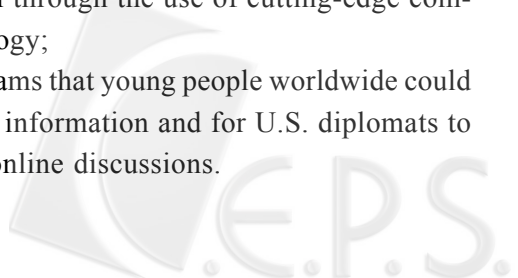 through the use of cutting-edge com-
ogy;
ams that young people worldwide could
information and for U.S. diplomats to
online discussions.
C.E.P.S.